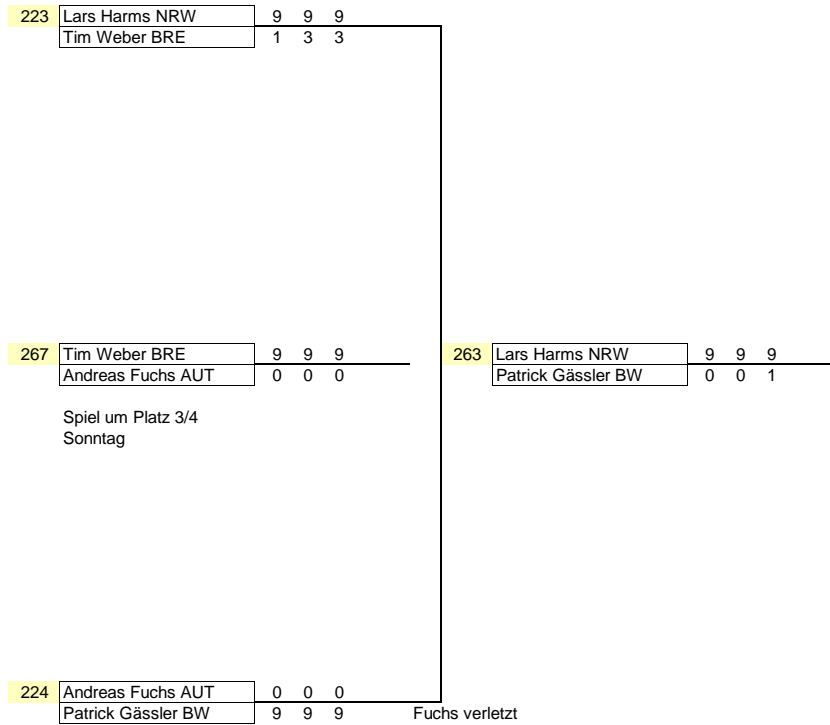 223 Lars Harms NRW 9 9 9
Tim Weber BRE 1 3 3
267 Tim Weber BRE 9 9 9
Andreas Fuchs AUT 0 0 0
263 Lars Harms NRW 9 9 9
Patrick Gässler BW 0 0 1
Spiel um Platz 3/4
Sonntag
224 Andreas Fuchs AUT 0 0 0
Patrick Gässler BW 9 9 9 Fuchs verletzt